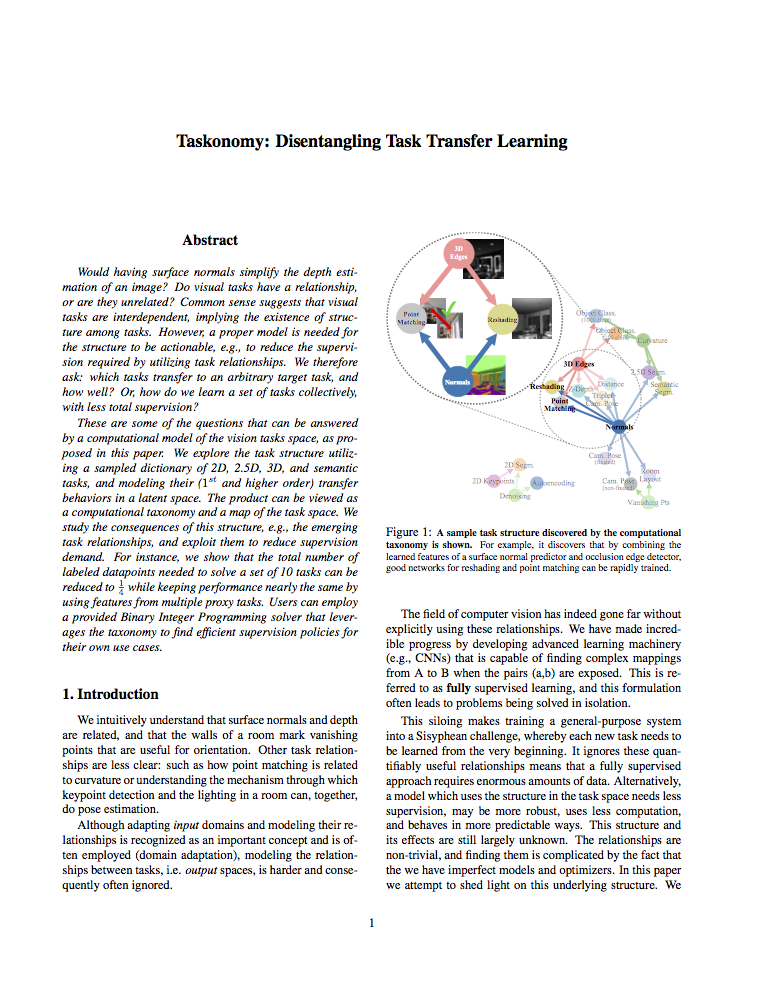 Taskonomy: Disentangling Task Transfer Learning
Abstract
Would having surface normals simplify the depth esti-
mation of an image? Do visual tasks have a relationship,
or are they unrelated? Common sense suggests that visual
tasks are interdependent, implying the existence of struc-
ture among tasks. However, a proper model is needed for
the structure to be actionable, e.g., to reduce the supervi-
sion required by utilizing task relationships. We therefore
ask: which tasks transfer to an arbitrary target task, and
how well? Or, how do we learn a set of tasks collectively,
with less total supervision?
These are some of the questions that can be answered
by a computational model of the vision tasks space, as pro-
posed in this paper. We explore the task structure utiliz-
ing a sampled dictionary of 2D, 2.5D, 3D, and semantic
tasks, and modeling their (1st and higher order) transfer
behaviors in a latent space. The product can be viewed as
a computational taxonomy and a map of the task space. We
study the consequences of this structure, e.g., the emerging
task relationships, and exploit them to reduce supervision
demand. For instance, we show that the total number of
labeled datapoints needed to solve a set of 10 tasks can be
reduced to 1/4 while keeping performance nearly the same by
using features from multiple proxy tasks. Users can employ
a provided Binary Integer Programming solver that lever-
ages the taxonomy to find efficient supervision policies for
their own use cases.
1. Introduction
We intuitively understand that surface normals and depth
are related, and that the walls of a room mark vanishing
points that are useful for orientation. Other task relation-
ships are less clear: such as how point matching is related
to curvature or understanding the mechanism through which
keypoint detection and the lighting in a room can, together,
do pose estimation.
Although adapting input domains and modeling their re-
lationships is recognized as an important concept and is of-
ten employed (domain adaptation), modeling the relation-
ships between tasks, i.e. output spaces, is harder and conse-
quently often ignored.
3D
Edges
Point
Matching
Reshading
Normals
Object Class.
Object Class.
Curvature
3D Edges
2.5D Segm.
Reshading
Distance
Semantic
Segm.
Depth
Triplet
Cam. Pose
Point
Matching
Normals
Cam. Pose
(fixated)
2D Segm.
Room
Layout
2D Keypoints
Autoencoding
Cam. Pose
(non-fixated)
Denoising
Vanishing Pts
Figure 1: A sample task structure discovered by the computational
taxonomy is shown. For example, it discovers that by combining the
learned features of a surface normal predictor and occlusion edge detector,
good networks for reshading and point matching can be rapidly trained.
The field of computer vision has indeed gone far without
explicitly using these relationships. We have made incred-
ible progress by developing advanced learning machinery
(e.g., CNNs) that is capable of finding complex mappings
from A to B when the pairs (a,b) are exposed. This is re-
ferred to as fully supervised learning, and this formulation
often leads to problems being solved in isolation.
This siloing makes training a general-purpose system
into a Sisyphean challenge, whereby each new task needs to
be learned from the very beginning. It ignores these quan-
tifiably useful relationships means that a fully supervised
approach requires enormous amounts of data. Alternatively,
a model which uses the structure in the task space needs less
supervision, may be more robust, uses less computation,
and behaves in more predictable ways. This structure and
its effects are still largely unknown. The relationships are
non-trivial, and finding them is complicated by the fact that
the we have imperfect models and optimizers. In this paper
we attempt to shed light on this underlying structure. We
1